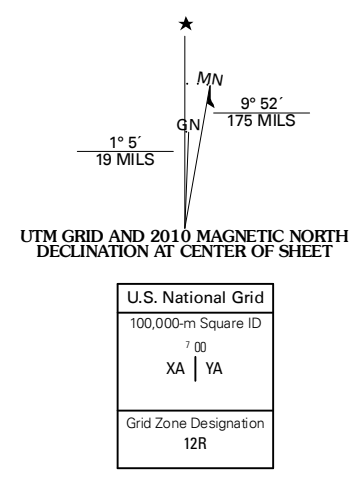 MN
GN
9° 52´
175 MILS
1° 5´
19 MILS
UTM GRID AND 2010 MAGNETIC NORTH
DECLINATION AT CENTER OF SHEET
U.S. National Grid
100,000-m Square ID
7 00
XA YA
Grid Zone Designation
12R